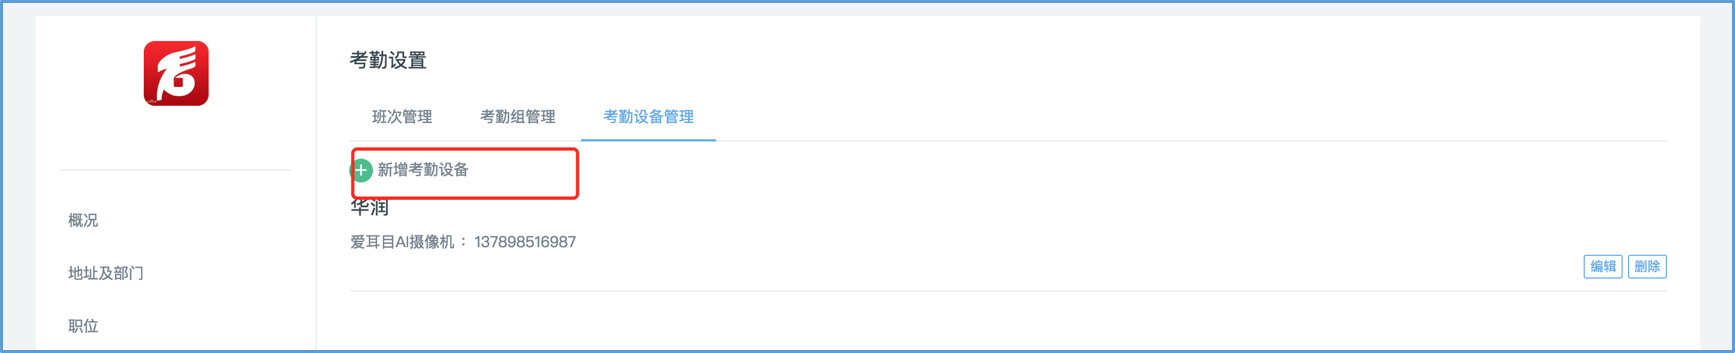 考勤设置
班次管理 考勤组管理 考勤设备管理
新增考勤设备
华润
爱耳目AI摄像机： 137898516987
编辑 删除
概况
地址及部门
职位